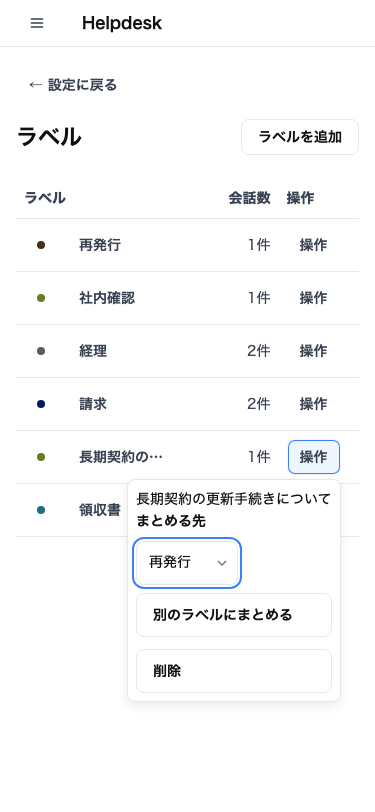 Helpdesk
← 設定に戻る
ラベル
ラベルを追加
ラベル 会話数 操作
再発行 1件 操作
社内確認 1件 操作
経理 2件 操作
請求 2件 操作
長期契約の… 1件 操作
領収書
長期契約の更新手続きについて
まとめる先
再発行
別のラベルにまとめる
削除